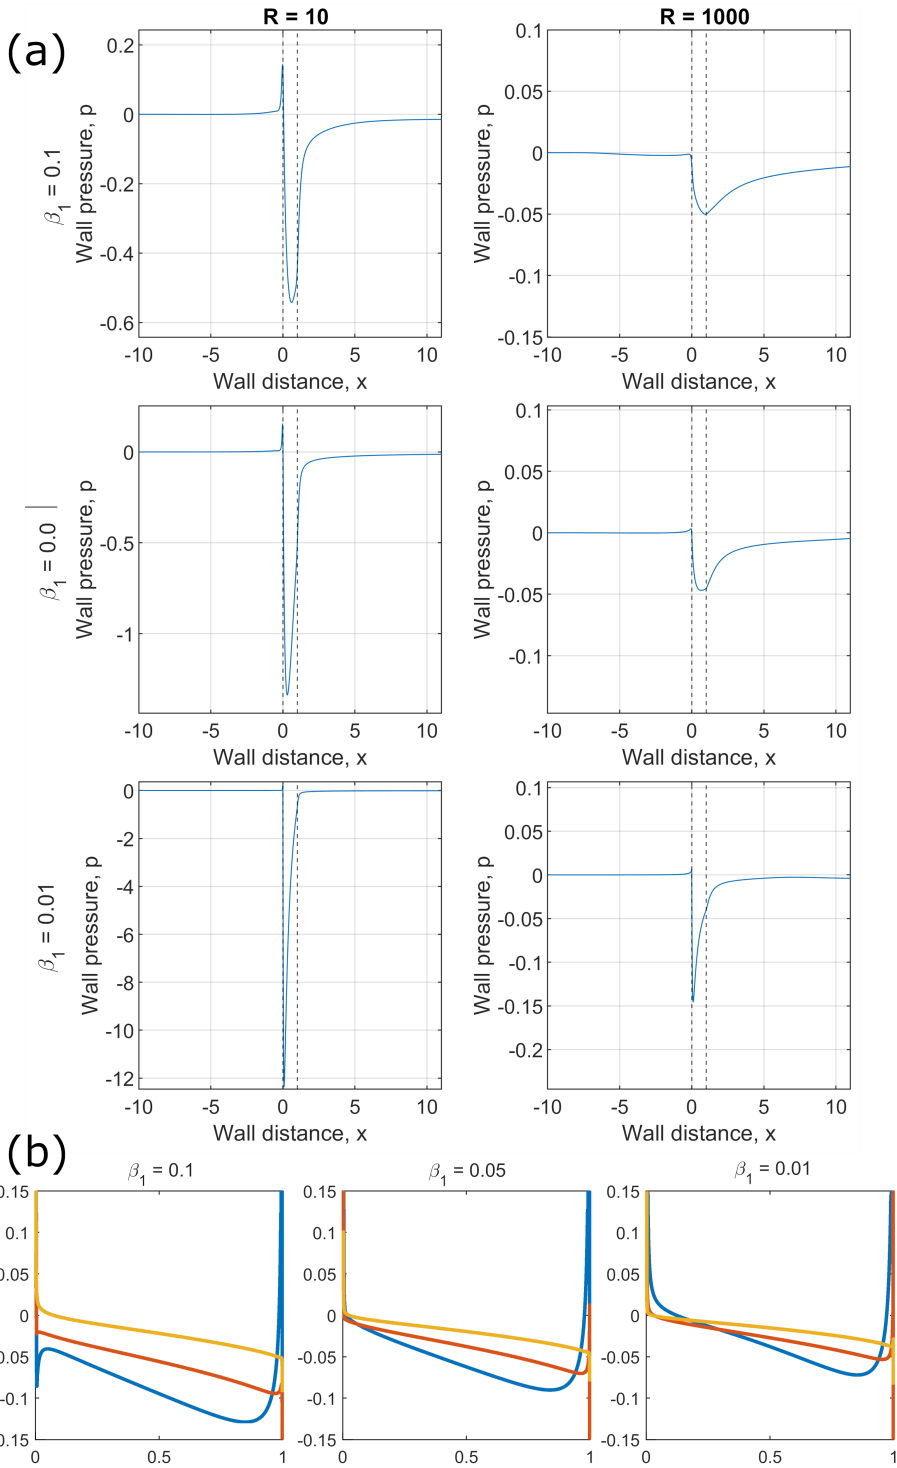 (a)
R = 10
R = 1000
β1 = 0.1
Wall pressure, p
0.2
0
-0.2
-0.4
-0.6
-10 -5 0 5 10
Wall distance, x
Wall pressure, p
0.1
0.05
0
-0.05
-0.1
-0.15
-10 -5 0 5 10
Wall distance, x
β1 = 0.0
Wall pressure, p
0
-0.5
-1
-10 -5 0 5 10
Wall distance, x
Wall pressure, p
0.1
0.05
0
-0.05
-0.1
-10 -5 0 5 10
Wall distance, x
β1 = 0.01
Wall pressure, p
0
-2
-4
-6
-8
-10
-12
-10 -5 0 5 10
Wall distance, x
Wall pressure, p
0.1
0.05
0
-0.05
-0.1
-0.15
-0.2
-10 -5 0 5 10
Wall distance, x
(b)
β1 = 0.1
0.15
0.1
0.05
0
-0.05
-0.1
-0.15
0 0.5 1
β1 = 0.05
0.15
0.1
0.05
0
-0.05
-0.1
-0.15
0 0.5 1
β1 = 0.01
0.15
0.1
0.05
0
-0.05
-0.1
-0.15
0 0.5 1